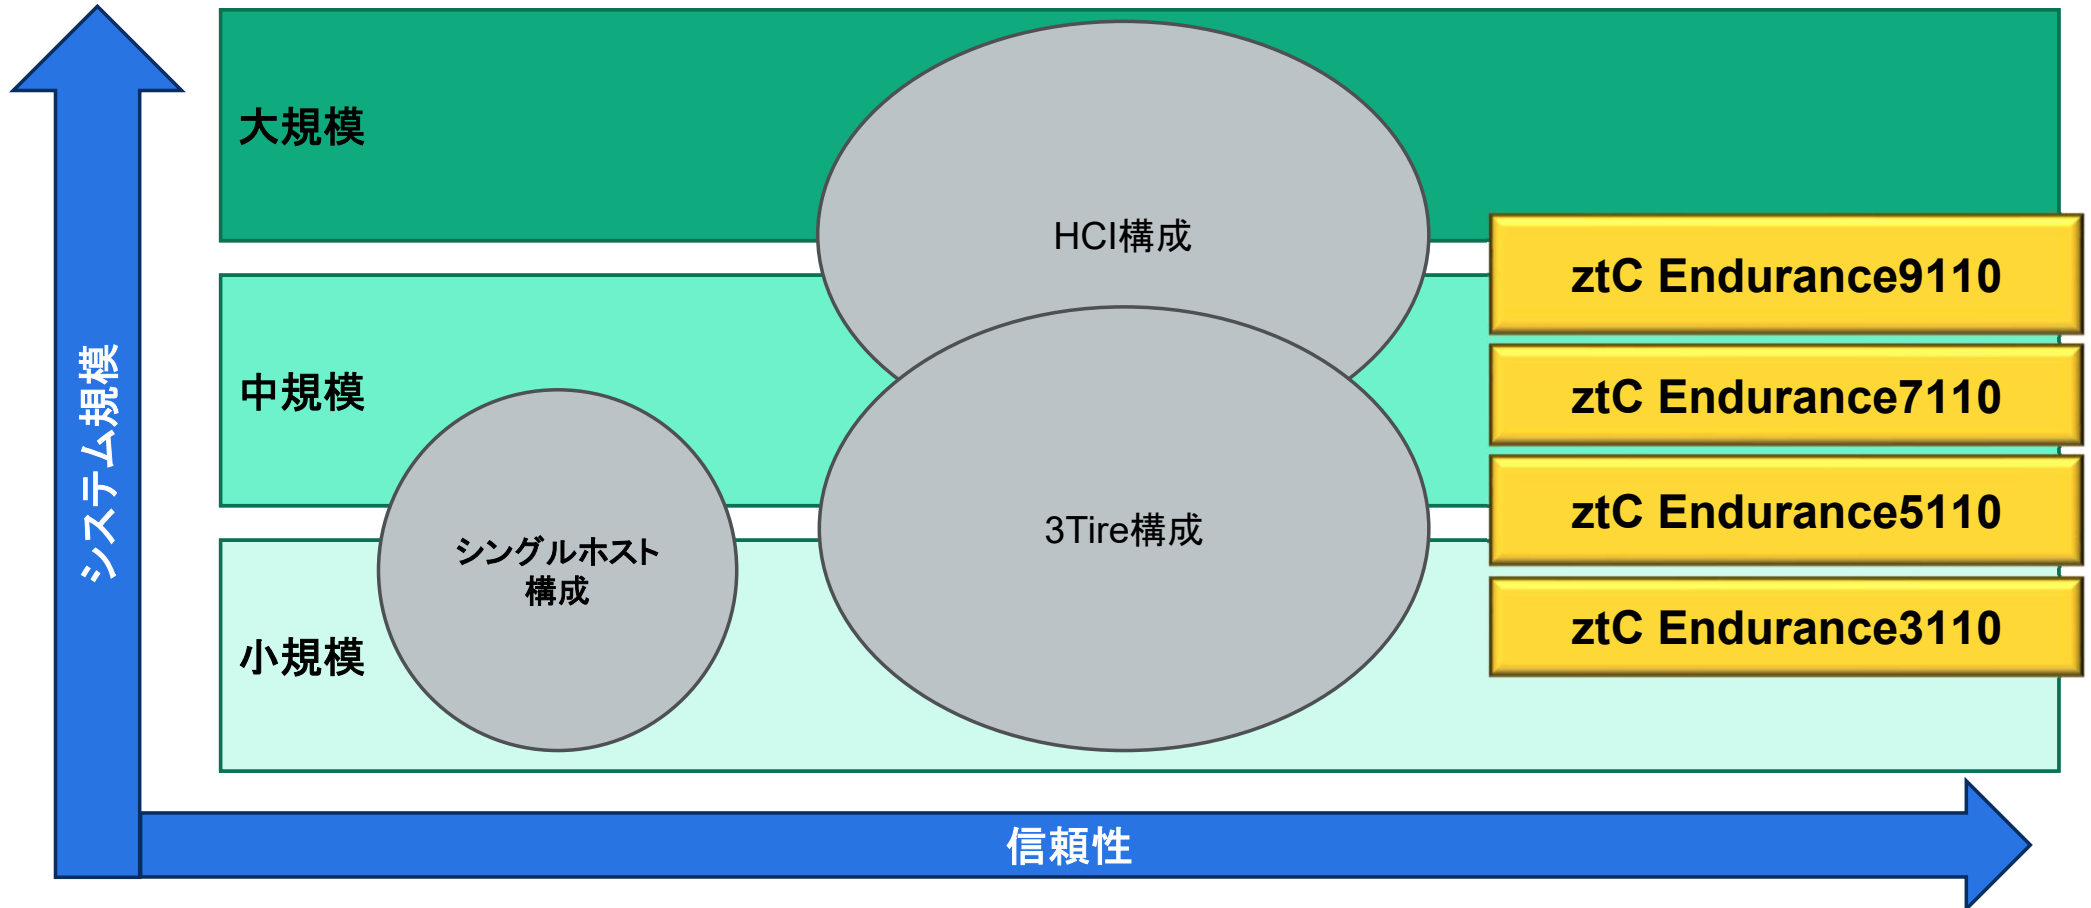 大規模
HCI構成
ztC Endurance9110
システム規模
中規模
ztC Endurance7110
ztC Endurance5110
3Tire構成
シングルホスト
構成
小規模
ztC Endurance3110
信頼性